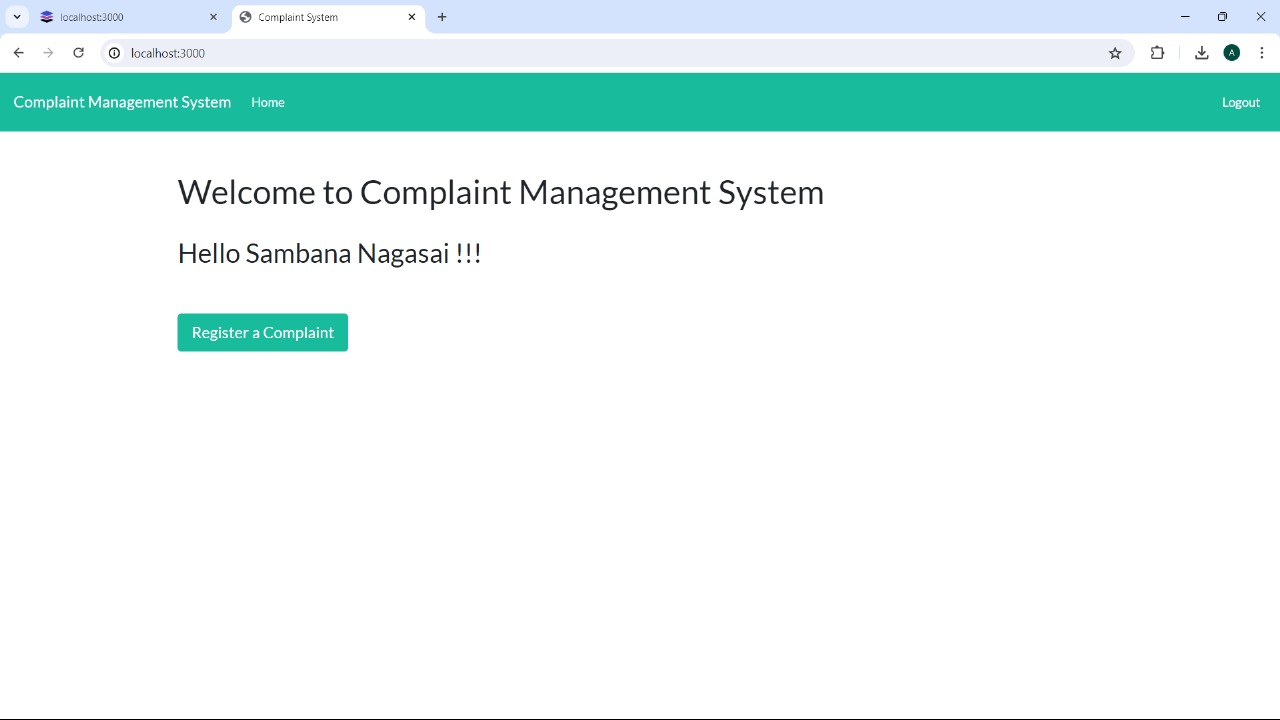 localhost:3000
Complaint System
localhost:3000
A
Complaint Management System
Home
Logout
Welcome to Complaint Management System
Hello Sambana Nagasai !!!
Register a Complaint